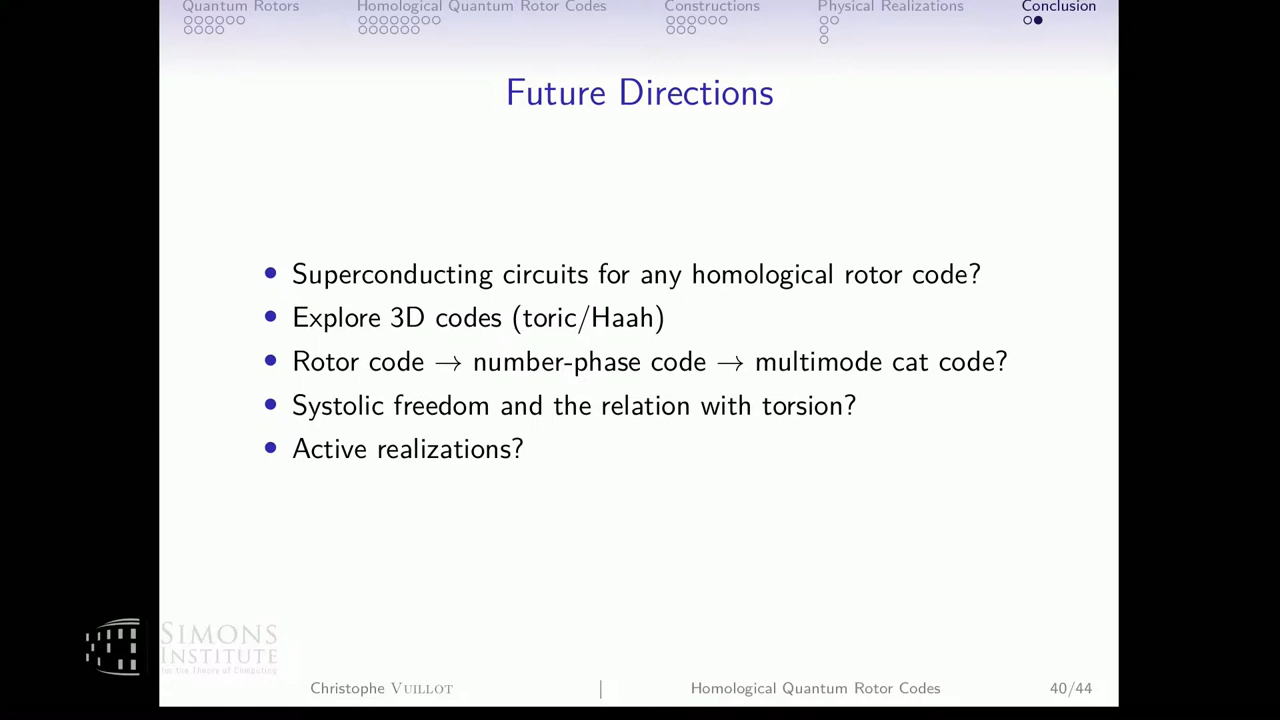 Quantum Rotors Homological Quantum Rotor Codes Constructions Physical Realizations Conclusion
Future Directions
• Superconducting circuits for any homological rotor code?
• Explore 3D codes (toric/Haah)
• Rotor code → number-phase code → multimode cat code?
• Systolic freedom and the relation with torsion?
• Active realizations?
SIMONS
INSTITUTE
for the Theory of Computing
Christophe VUILLOT | Homological Quantum Rotor Codes 40/44